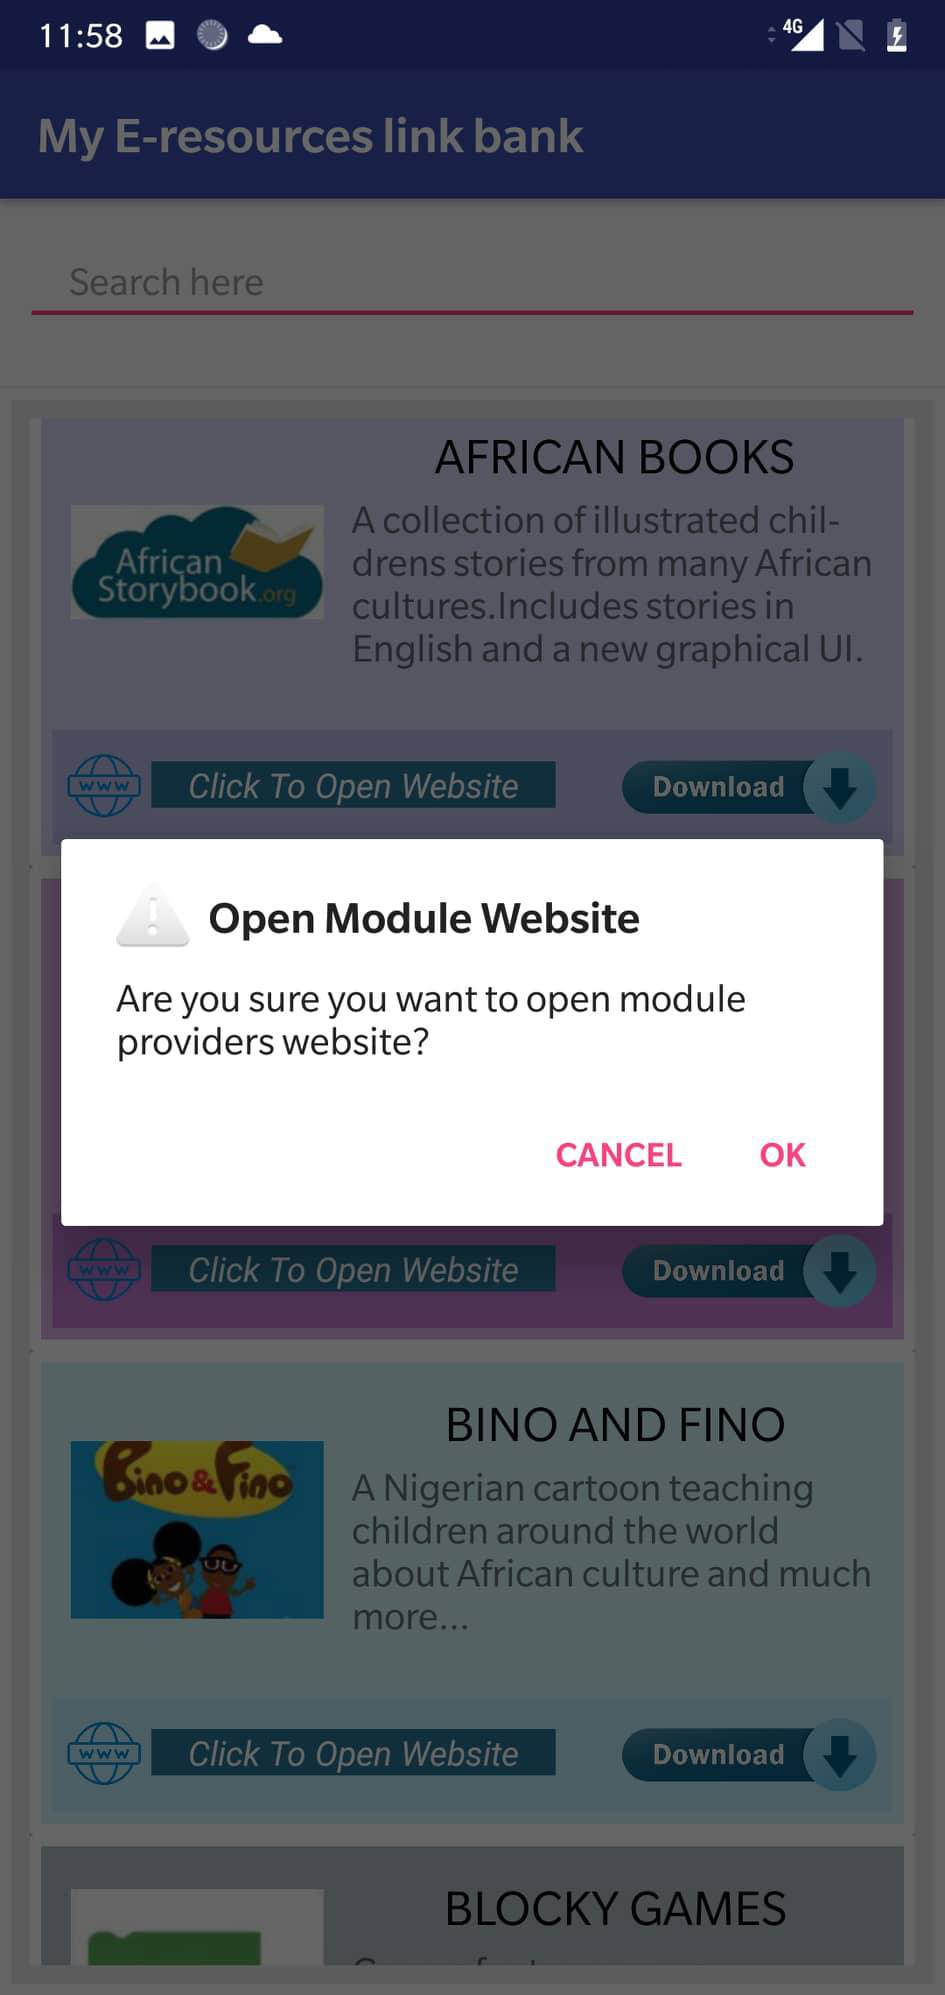 11:58
4G
My E-resources link bank
Search here
AFRICAN BOOKS
African
Storybook.org
A collection of illustrated chil-
drens stories from many African
cultures.Includes stories in
English and a new graphical UI.
www
Click To Open Website
Download
Open Module Website
Are you sure you want to open module
providers website?
CANCEL
OK
www
Click To Open Website
Download
BINO AND FINO
Bino&Fino
A Nigerian cartoon teaching
children around the world
about African culture and much
more...
www
Click To Open Website
Download
BLOCKY GAMES